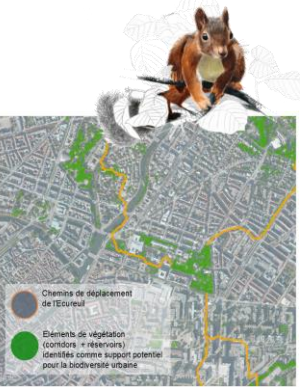 Chemins de déplacement
de l'Ecureuil
Eléments de végétation
(corridors + réservoirs)
identifiés comme support potentiel
pour la biodiversité urbaine